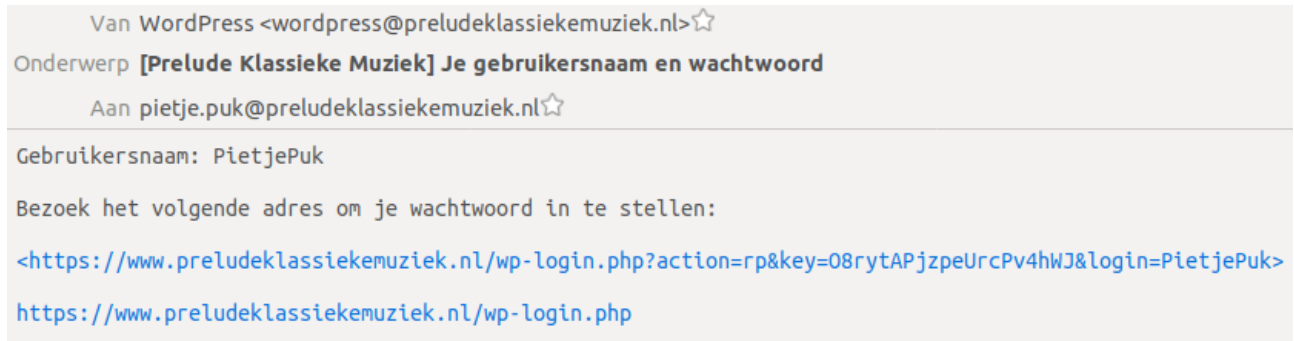 Van WordPress <wordpress@preludeklassiekemuziek.nl>
Onderwerp [Prelude Klassieke Muziek] Je gebruikersnaam en wachtwoord
Aan pietje.puk@preludeklassiekemuziek.nl
Gebruikersnaam: PietjePuk
Bezoek het volgende adres om je wachtwoord in te stellen:
<https://www.preludeklassiekemuziek.nl/wp-login.php?action=rp&key=O8rytAPjzpeUrcPv4hWJ&login=PietjePuk>
https://www.preludeklassiekemuziek.nl/wp-login.php